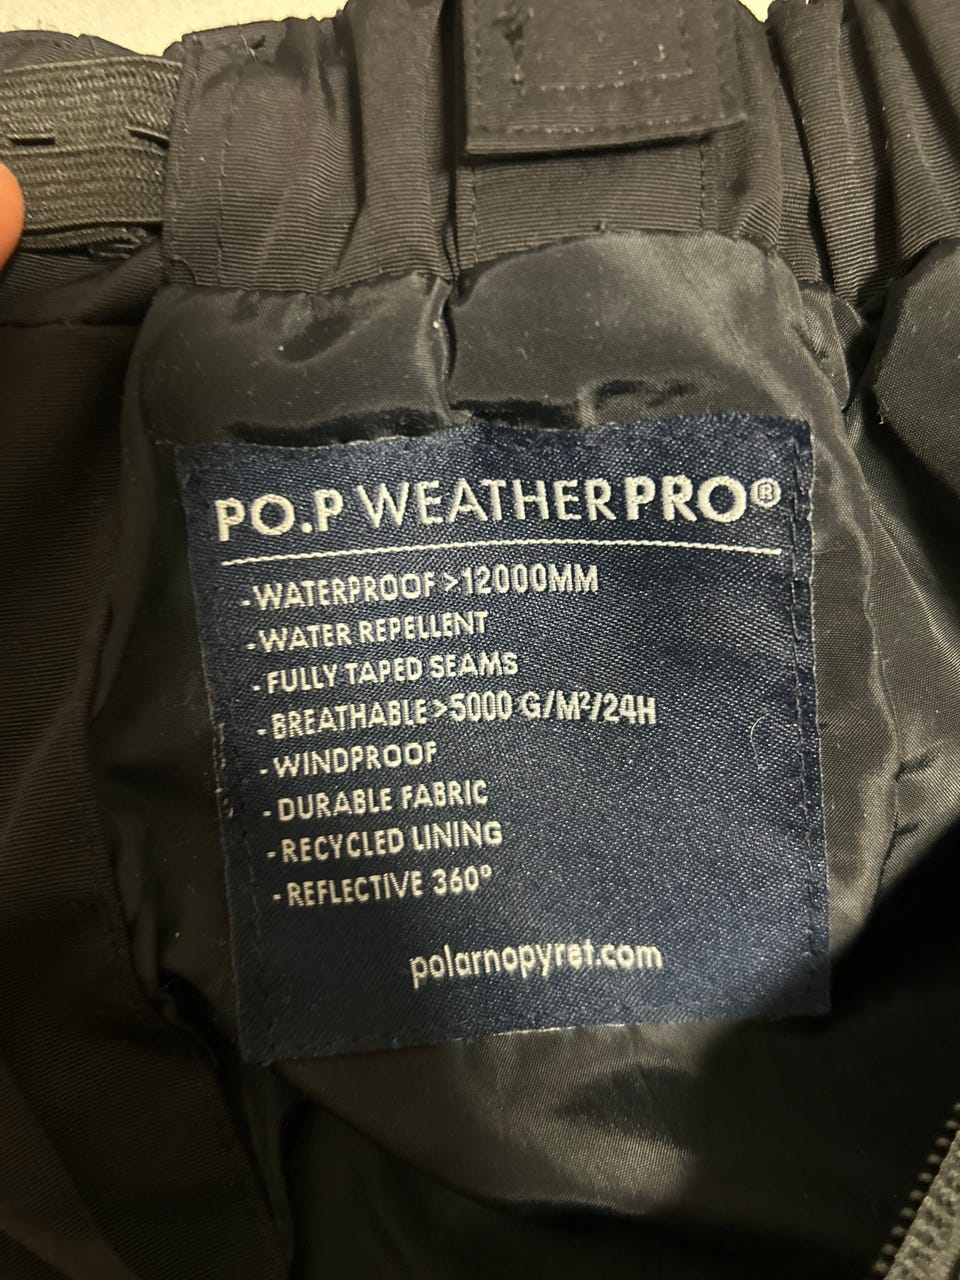 PO.P WEATHERPRO®
-WATERPROOF >12000MM
-WATER REPELLENT
-FULLY TAPED SEAMS
-BREATHABLE>5000 G/M²/24H
-WINDPROOF
-DURABLE FABRIC
-RECYCLED LINING
-REFLECTIVE 360°
polarnopyret.com